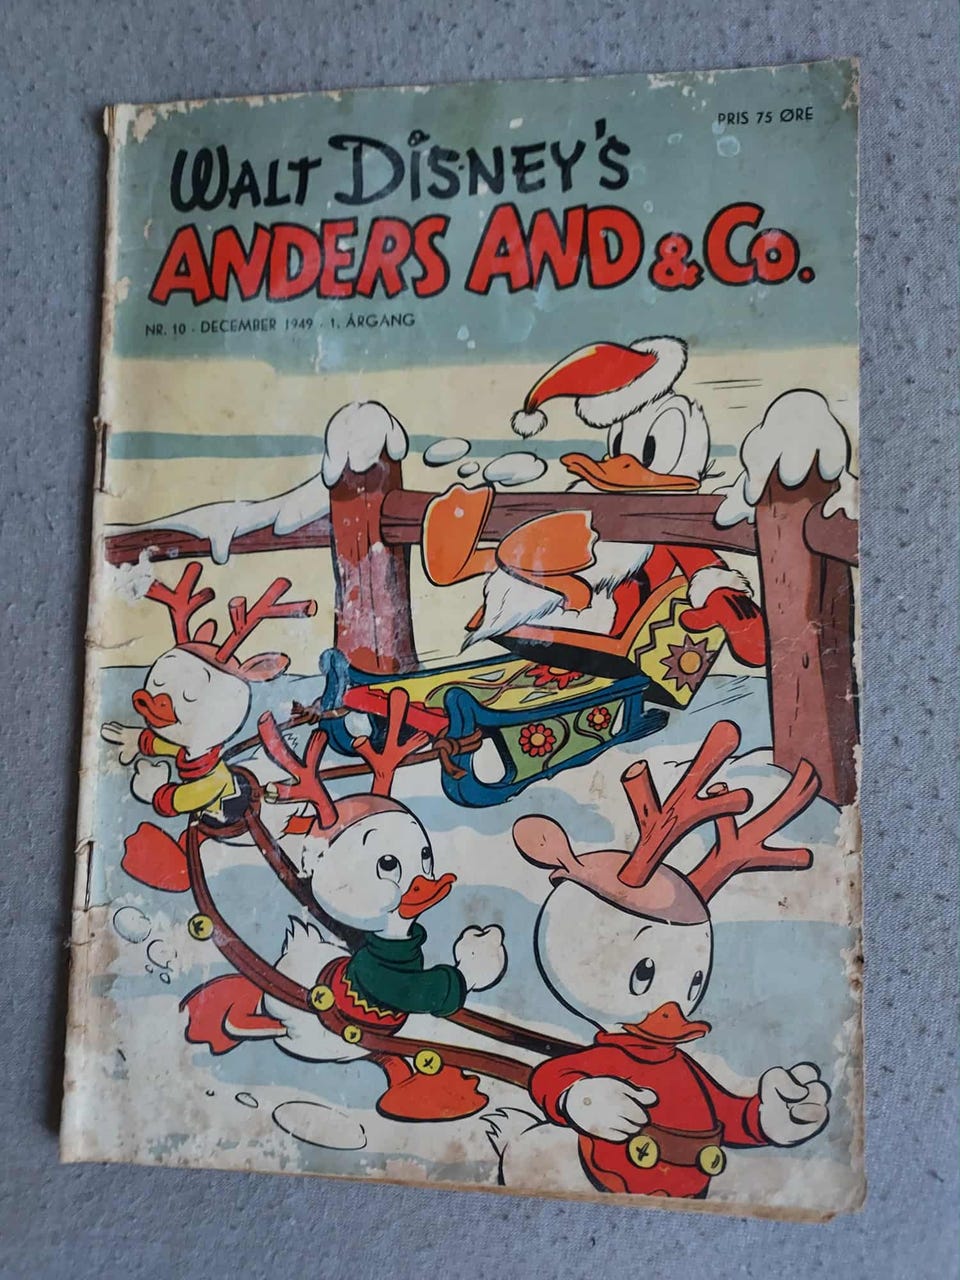 PRIS 75 ØRE
WALT DISNEY'S
ANDERS AND & CO.
NR. 10 · DECEMBER 1949 · 1. ÅRGANG